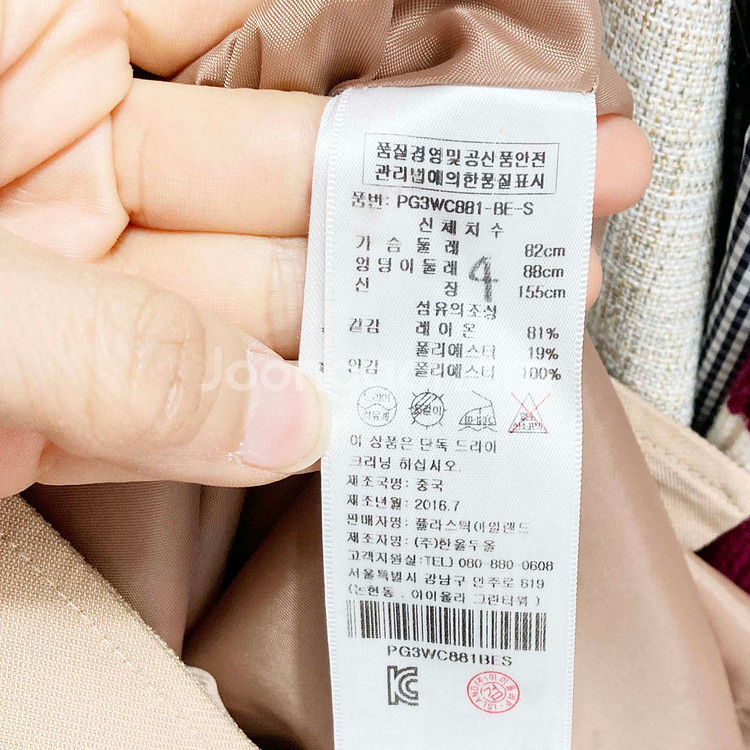 품질경영및공산품안전
관리법에의한품질표시
품번: PG3WC881-BE-S
신체치수
가슴둘레 82cm
엉덩이둘레 88cm
신장 155cm
4
섬유의조성
겉감 레이온 81%
폴리에스터 19%
안감 폴리에스터 100%
드라이
석유계
이 상품은 단독 드라이
크리닝 하십시오.
제조국명: 중국
제조년월: 2016.7
판매자명: 플라스틱아일랜드
제조자명: (주)한올두올
고객지원실:TEL) 080-880-0608
서울특별시 강남구 언주로 619
(논현동, 아이올라 그린타워)
PG3WC881BES